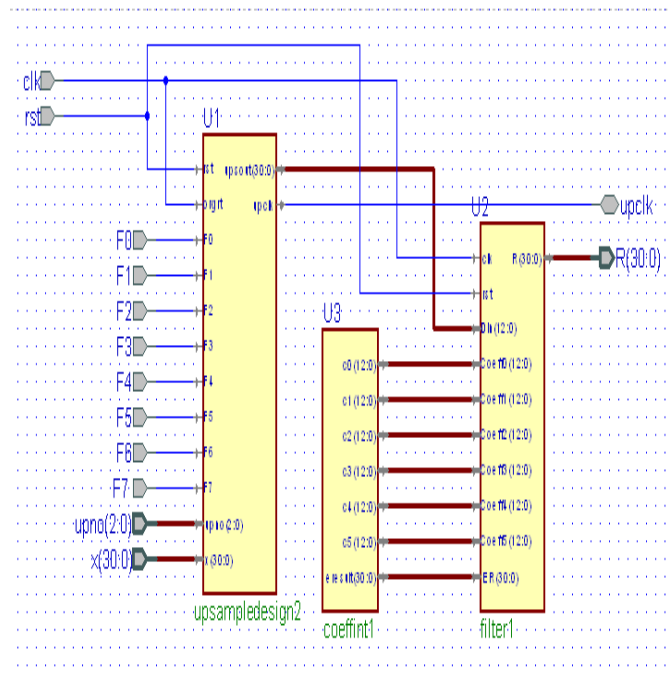 clk
rst
U1
rst
upsout(30:0)
orgrt
upclk
upclk
F0
F0
F1
F1
F2
F2
F3
F3
F4
F4
F5
F5
F6
F6
F7
F7
upno(2:0)
upno(2:0)
x(30:0)
x(30:0)
upsampledesign2
U2
clk
R(30:0)
R(30:0)
rst
(12:0)
Coeff0(12:0)
Coeff1(12:0)
Coeff2(12:0)
Coeff3(12:0)
Coeff4(12:0)
Coeff5(12:0)
ER(30:0)
filter1
U3
c0(12:0)
c1(12:0)
c2(12:0)
c3(12:0)
c4(12:0)
c5(12:0)
eresult(30:0)
coeffint1